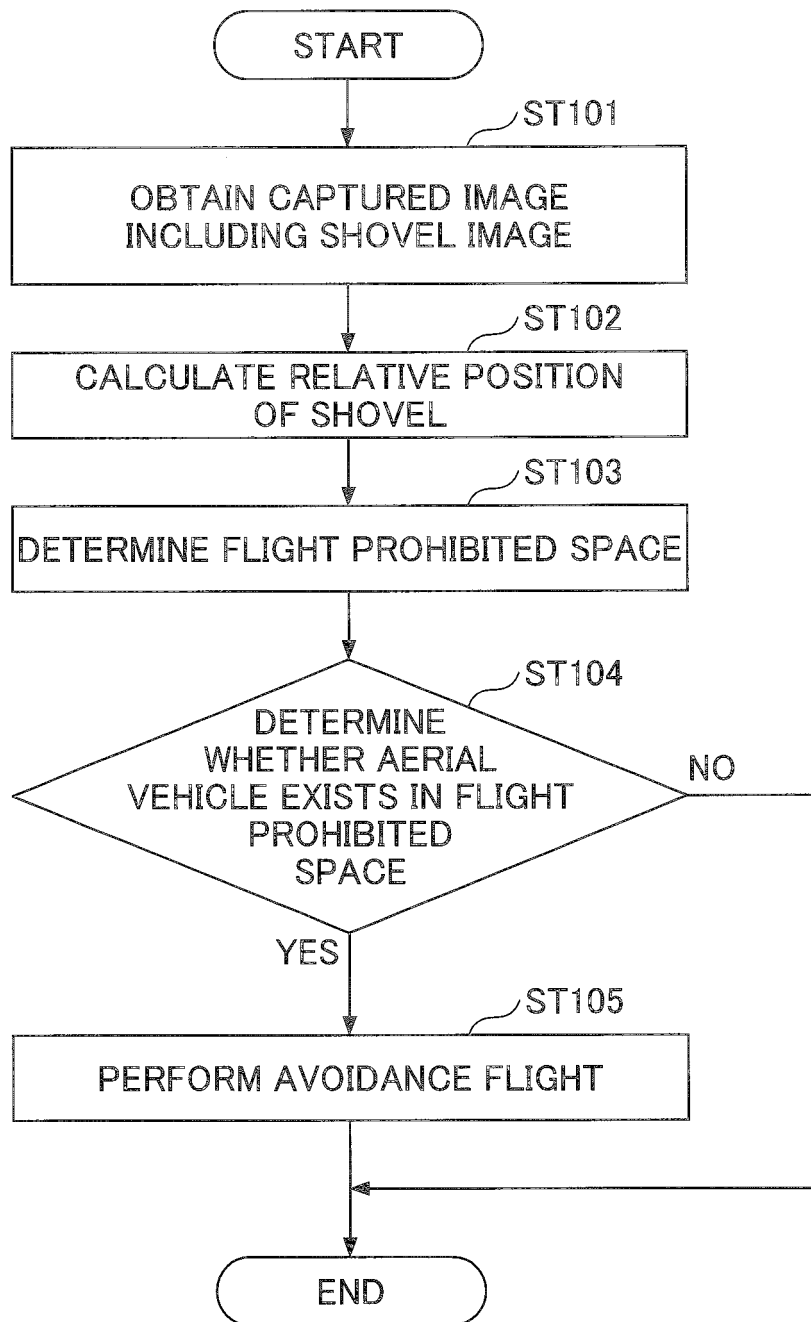 START
ST101
OBTAIN CAPTURED IMAGE
INCLUDING SHOVEL IMAGE
ST102
CALCULATE RELATIVE POSITION
OF SHOVEL
ST103
DETERMINE FLIGHT PROHIBITED SPACE
ST104
DETERMINE
WHETHER AERIAL
VEHICLE EXISTS IN FLIGHT
PROHIBITED
SPACE
NO
YES
ST105
PERFORM AVOIDANCE FLIGHT
END